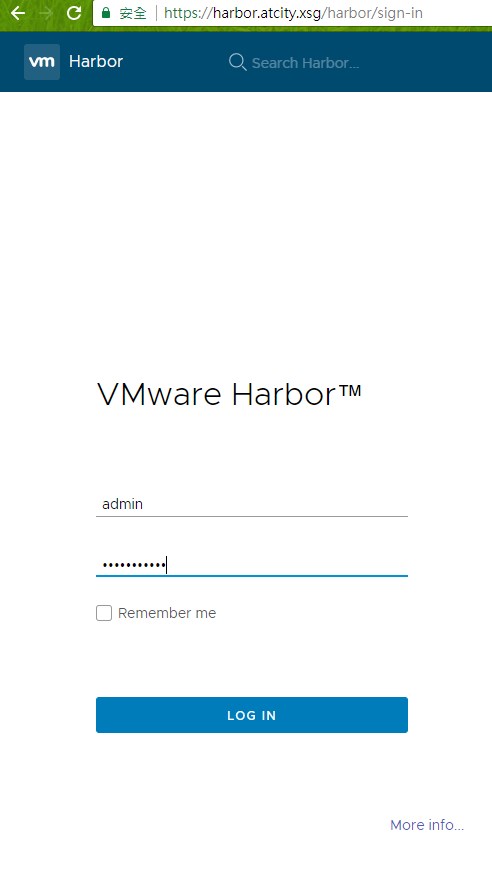 安全 https://harbor.atcity.xsg/harbor/sign-in
vm Harbor Search Harbor...
VMware Harbor™
admin
•••••••••••
Remember me
LOG IN
More info...